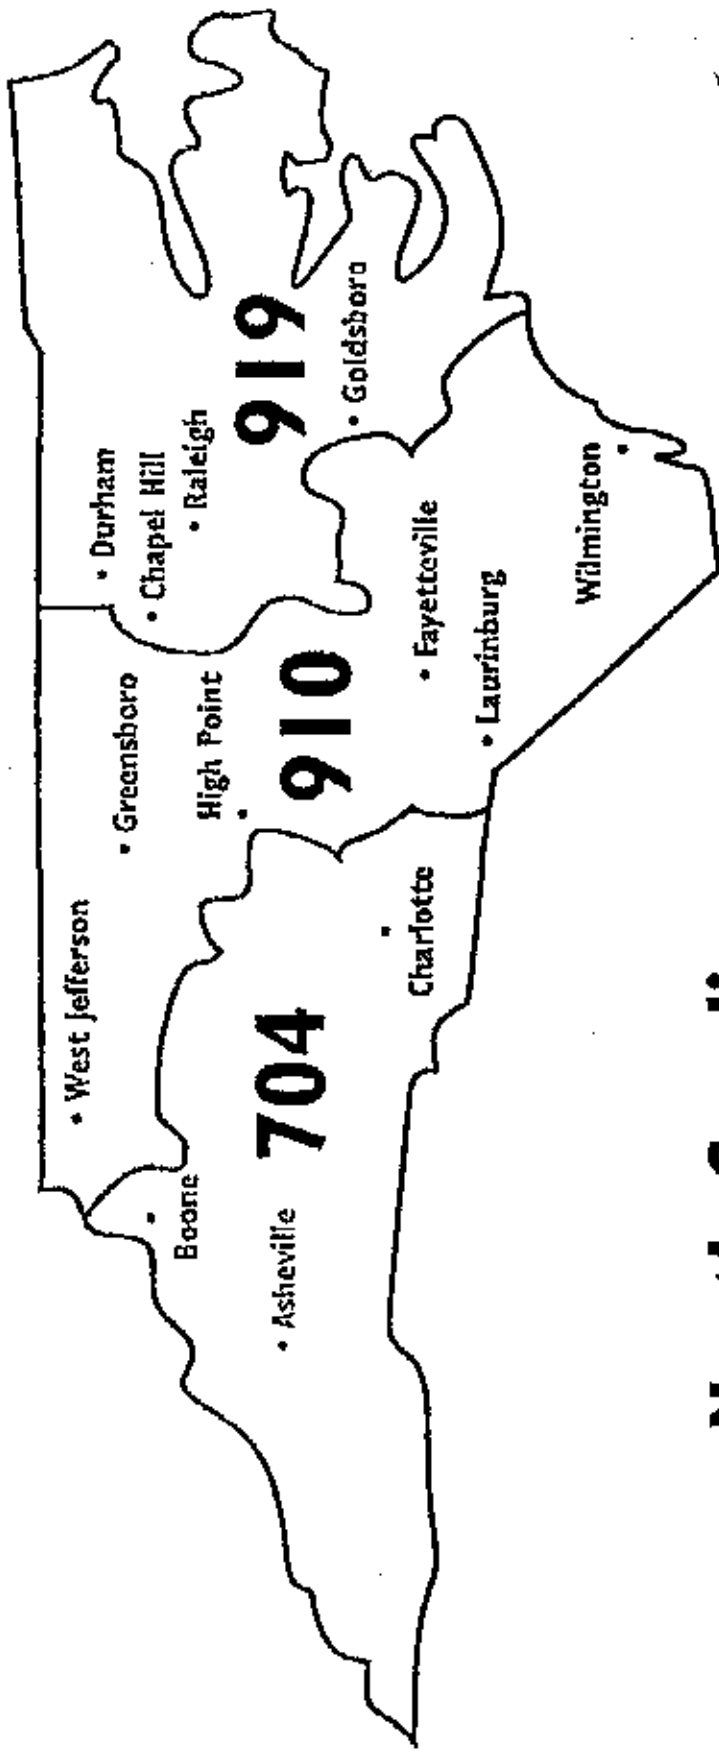 West Jefferson
Greensboro
Durham
Chapel Hill
Raleigh
High Point
Boone
919
Asheville
704
910
Goldsboro
Charlotte
Fayetteville
Laurinburg
Wilmington